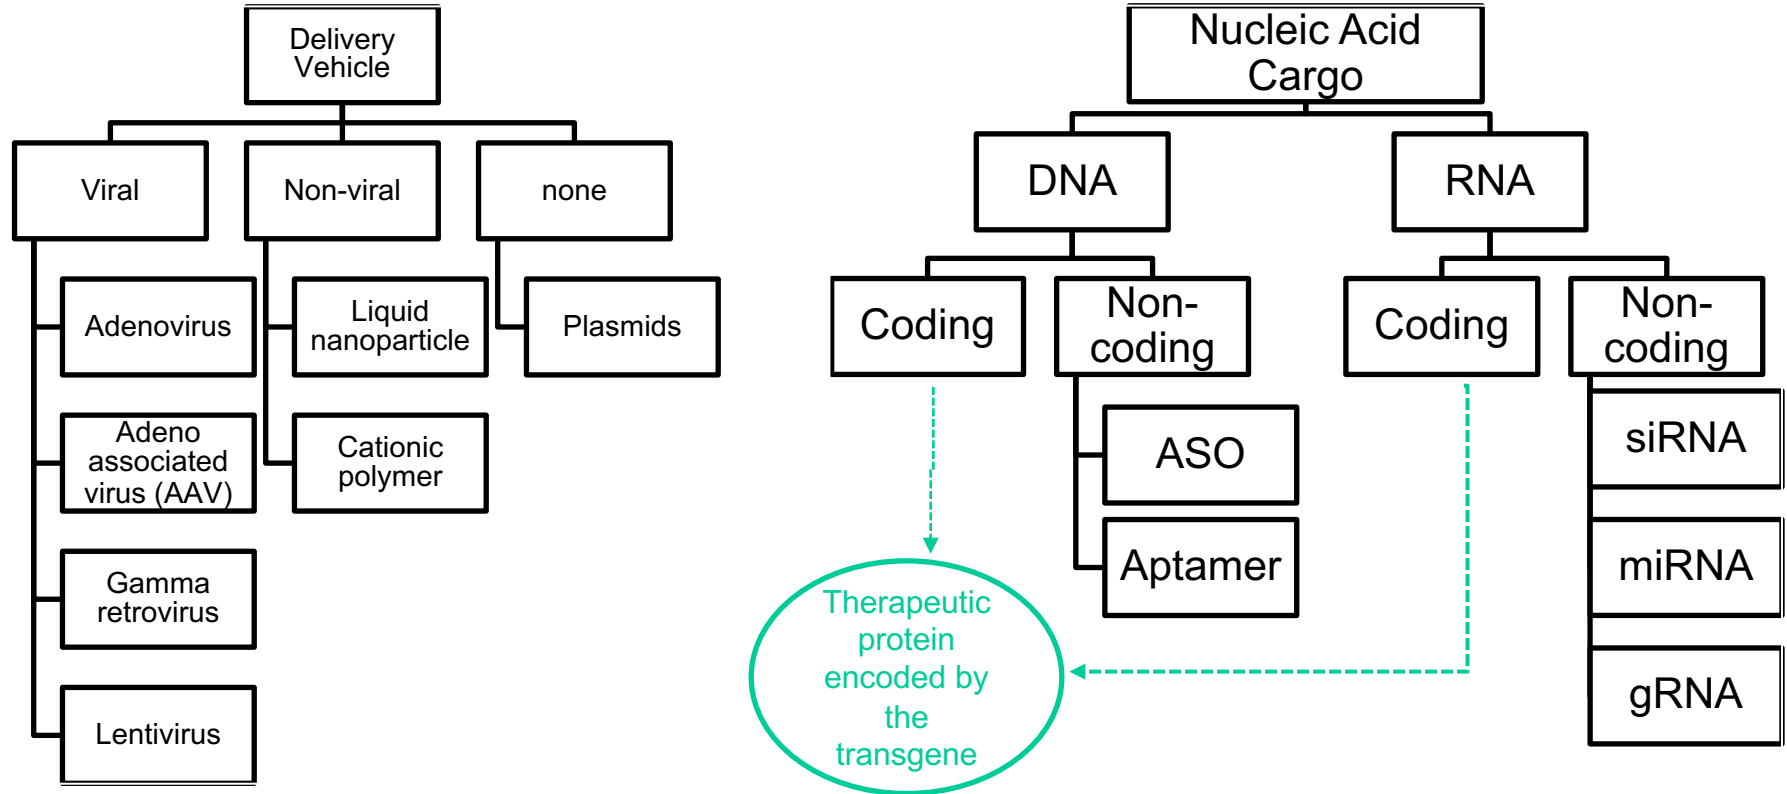 Delivery
Vehicle
Viral
Non-viral
none
Adenovirus
Liquid
nanoparticle
Plasmids
Adeno
associated
virus (AAV)
Cationic
polymer
Gamma
retrovirus
Lentivirus
Nucleic Acid
Cargo
DNA
RNA
Coding
Non-
coding
Coding
Non-
coding
ASO
Aptamer
siRNA
miRNA
gRNA
Therapeutic
protein
encoded by
the
transgene